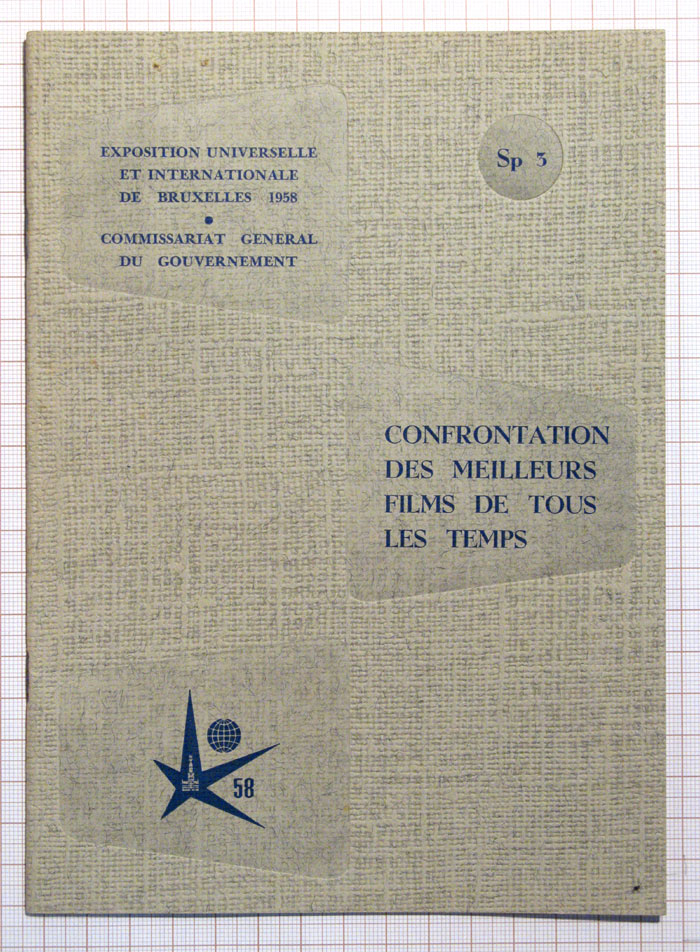 EXPOSITION UNIVERSELLE
ET INTERNATIONALE
DE BRUXELLES 1958
•
COMMISSARIAT GENERAL
DU GOUVERNEMENT
Sp 3
CONFRONTATION
DES MEILLEURS
FILMS DE TOUS
LES TEMPS
58